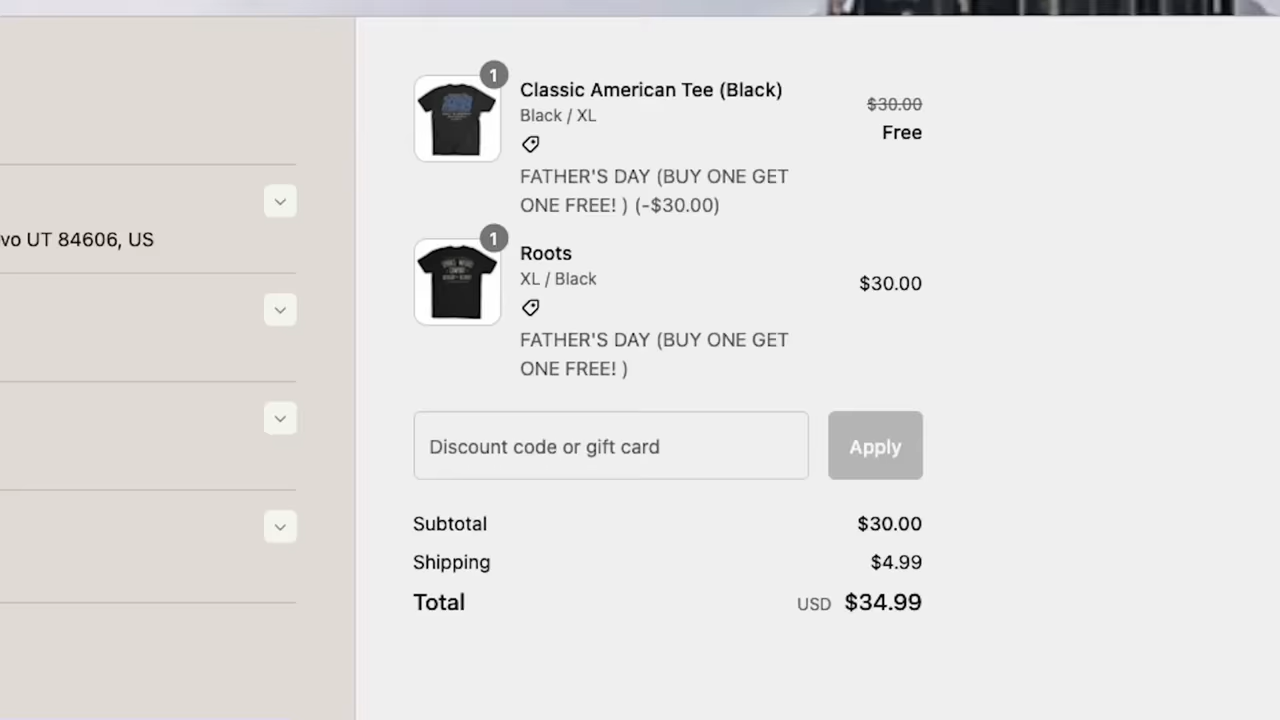 1
Classic American Tee (Black)
$30.00
Black / XL
Free
FATHER'S DAY (BUY ONE GET
ONE FREE! ) (-$30.00)
vo UT 84606, US
1
Roots
XL / Black
$30.00
FATHER'S DAY (BUY ONE GET
ONE FREE! )
Discount code or gift card
Apply
Subtotal
$30.00
Shipping
$4.99
Total
USD $34.99